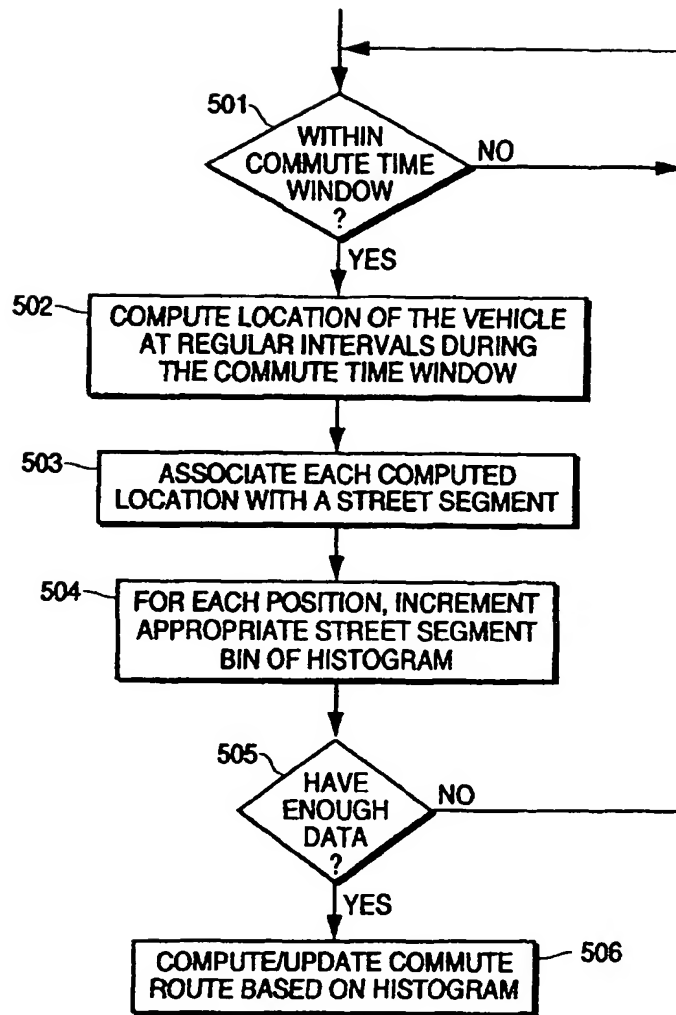 501
WITHIN
COMMUTE TIME
WINDOW
?
NO
YES
502
COMPUTE LOCATION OF THE VEHICLE
AT REGULAR INTERVALS DURING
THE COMMUTE TIME WINDOW
503
ASSOCIATE EACH COMPUTED
LOCATION WITH A STREET SEGMENT
504
FOR EACH POSITION, INCREMENT
APPROPRIATE STREET SEGMENT
BIN OF HISTOGRAM
505
HAVE
ENOUGH
DATA
?
NO
YES
COMPUTE/UPDATE COMMUTE
ROUTE BASED ON HISTOGRAM
506